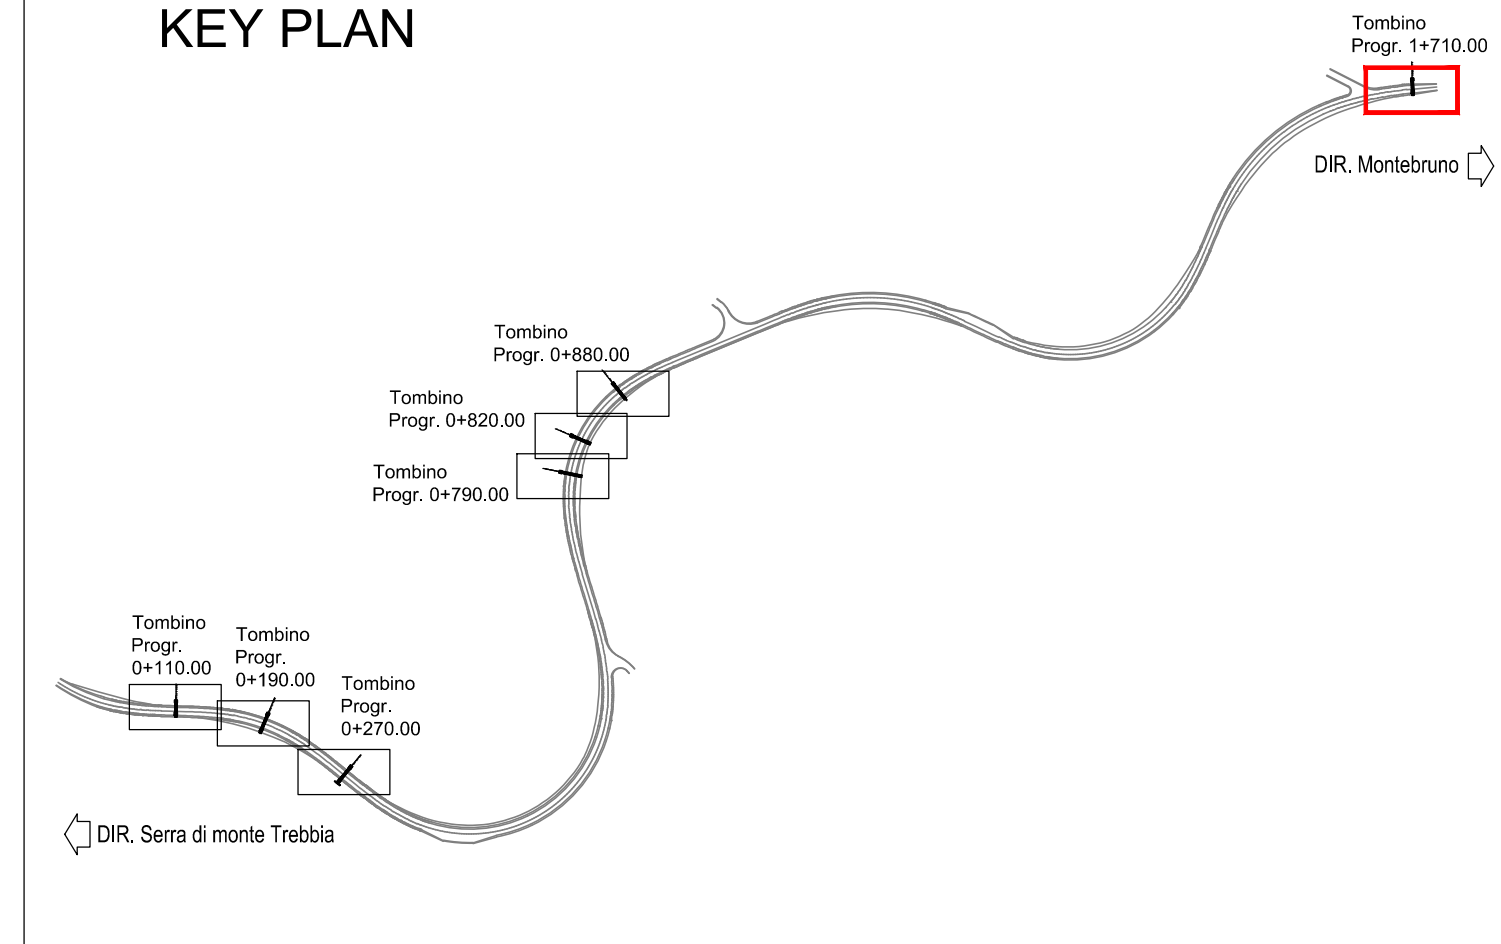 KEY PLAN
Tombino
Progr. 1+710.00
DIR. Montebruno
Tombino
Progr. 0+880.00
Tombino
Progr. 0+820.00
Tombino
Progr. 0+790.00
Tombino
Progr.
0+110.00
Tombino
Progr.
0+190.00
Tombino
Progr.
0+270.00
DIR. Serra di monte Trebbia